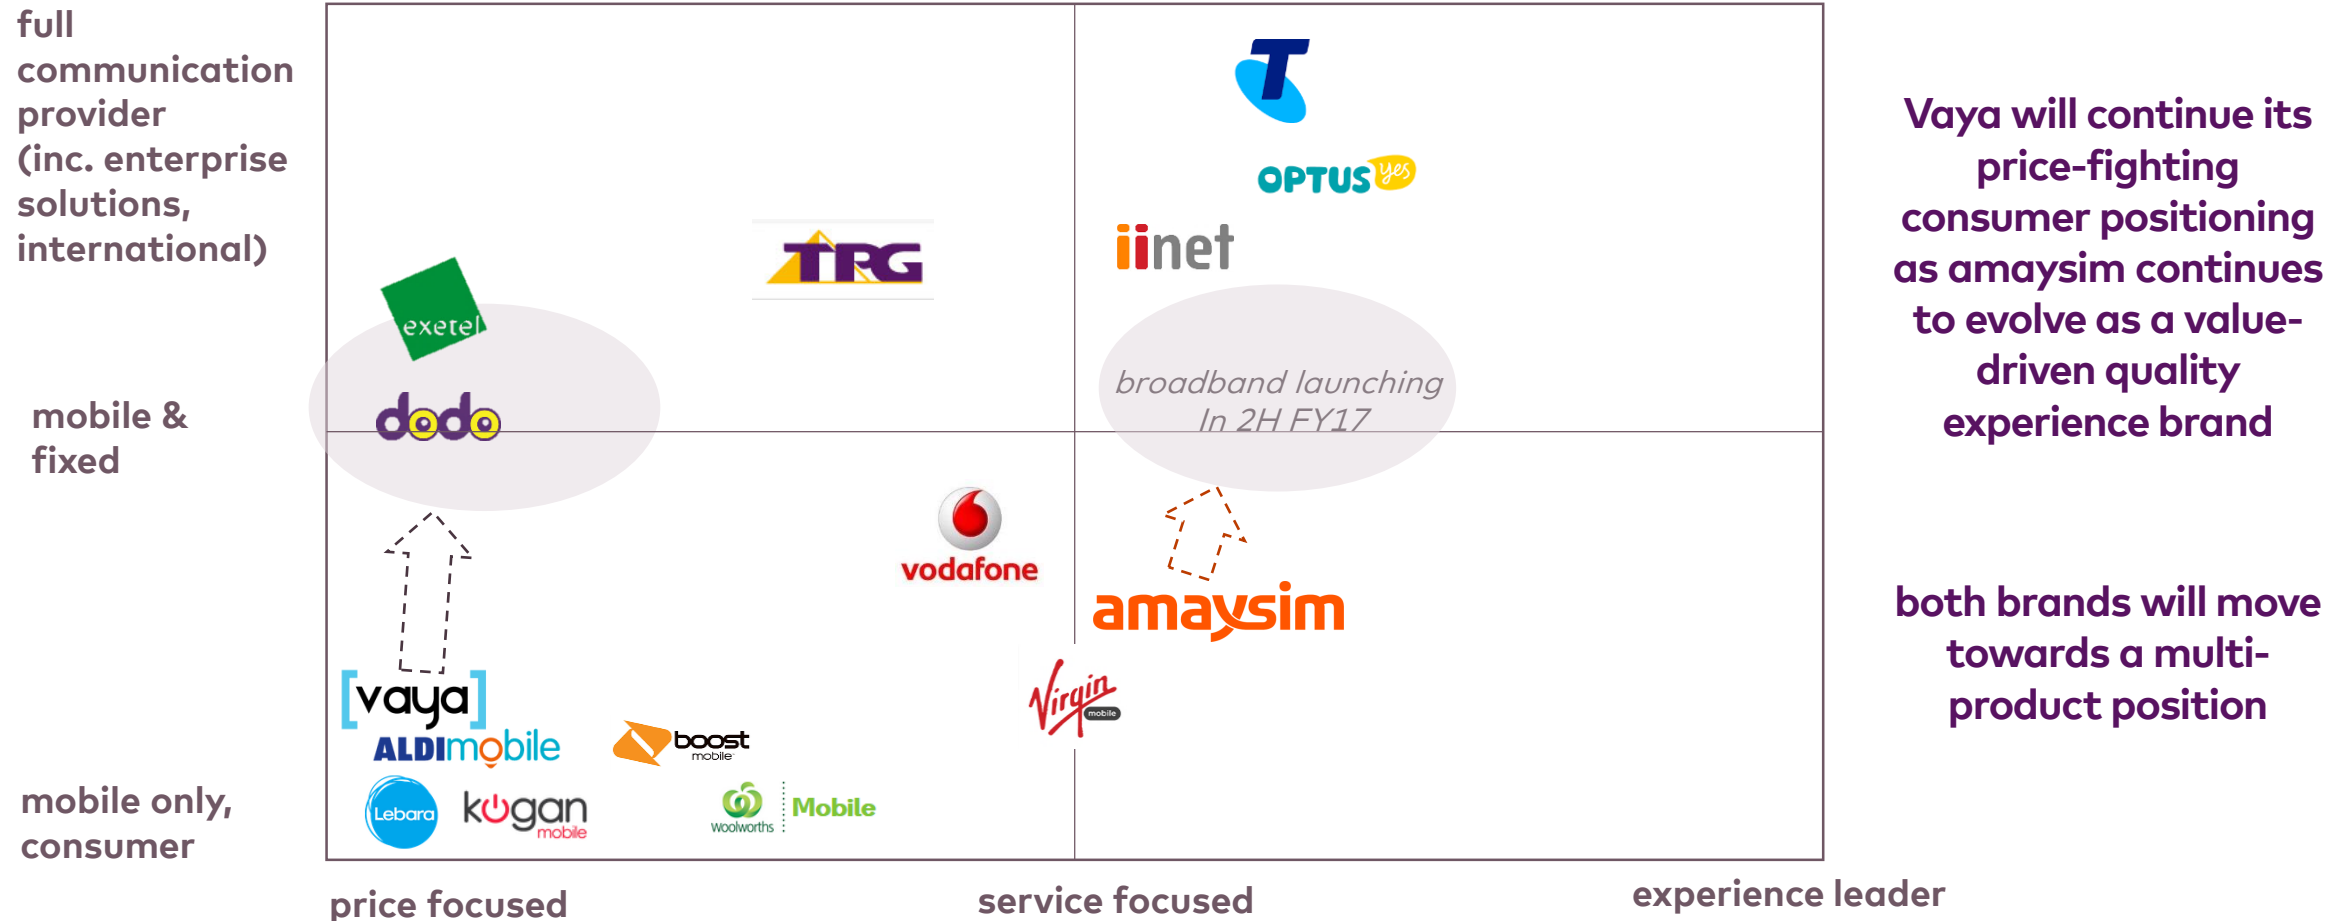 full
communication
provider
(inc. enterprise
solutions,
international)
mobile &
fixed
mobile only,
consumer
T
OPTUS yes
iinet
TPG
exetel
dodo
broadband launching
In 2H FY17
vodafone
amaysim
Virgin
mobile
[vaya]
ALDImobile
boost
mobile
Lebara
kogan
mobile
woolworths
Mobile
price focused
service focused
experience leader
Vaya will continue its
price-fighting
consumer positioning
as amaysim continues
to evolve as a value-
driven quality
experience brand
both brands will move
towards a multi-
product position